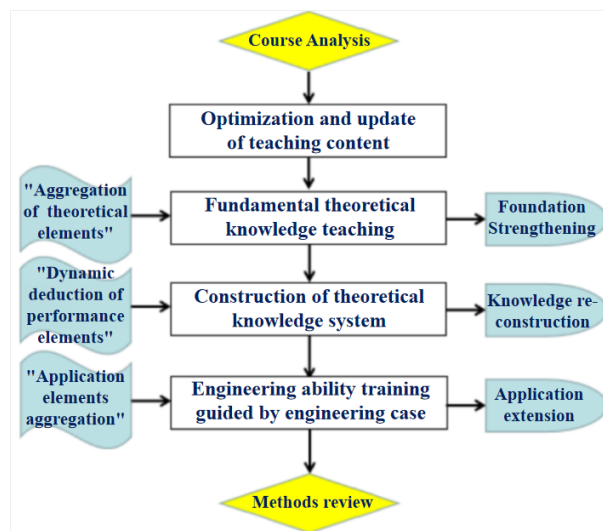 Course Analysis
Optimization and update
of teaching content
"Aggregation
of theoretical
elements"
Fundamental theoretical
knowledge teaching
Foundation
Strengthening
"Dynamic
deduction of
performance
elements"
Construction of theoretical
knowledge system
Knowledge re-
construction
"Application
elements
aggregation"
Engineering ability training
guided by engineering case
Application
extension
Methods review